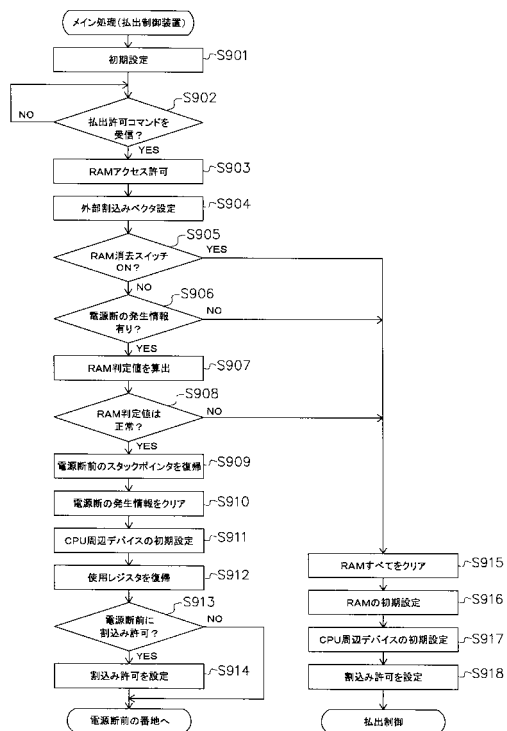 メイン処理(払出制御装置)
初期設定
S901
S902
払出許可コマンドを
受信?
NO
YES
RAMアクセス許可
S903
外部割込みベクタ設定
S904
S905
RAM消去スイッチ
ON?
YES
NO
S906
電源断の発生情報
有り?
NO
YES
RAM判定値を算出
S907
S908
RAM判定値は
正常?
NO
YES
電源断前のスタックポインタを復帰
S909
電源断の発生情報をクリア
S910
CPU周辺デバイスの初期設定
S911
使用レジスタを復帰
S912
S913
電源断前に
割込み許可?
NO
YES
割込み許可を設定
S914
電源断前の番地へ
RAMすべてをクリア
S915
RAMの初期設定
S916
CPU周辺デバイスの初期設定
S917
割込み許可を設定
S918
払出制御